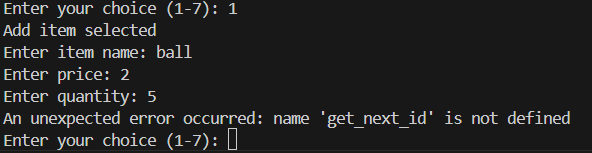 Enter your choice (1-7): 1
Add item selected
Enter item name: ball
Enter price: 2
Enter quantity: 5
An unexpected error occurred: name 'get_next_id' is not defined
Enter your choice (1-7):